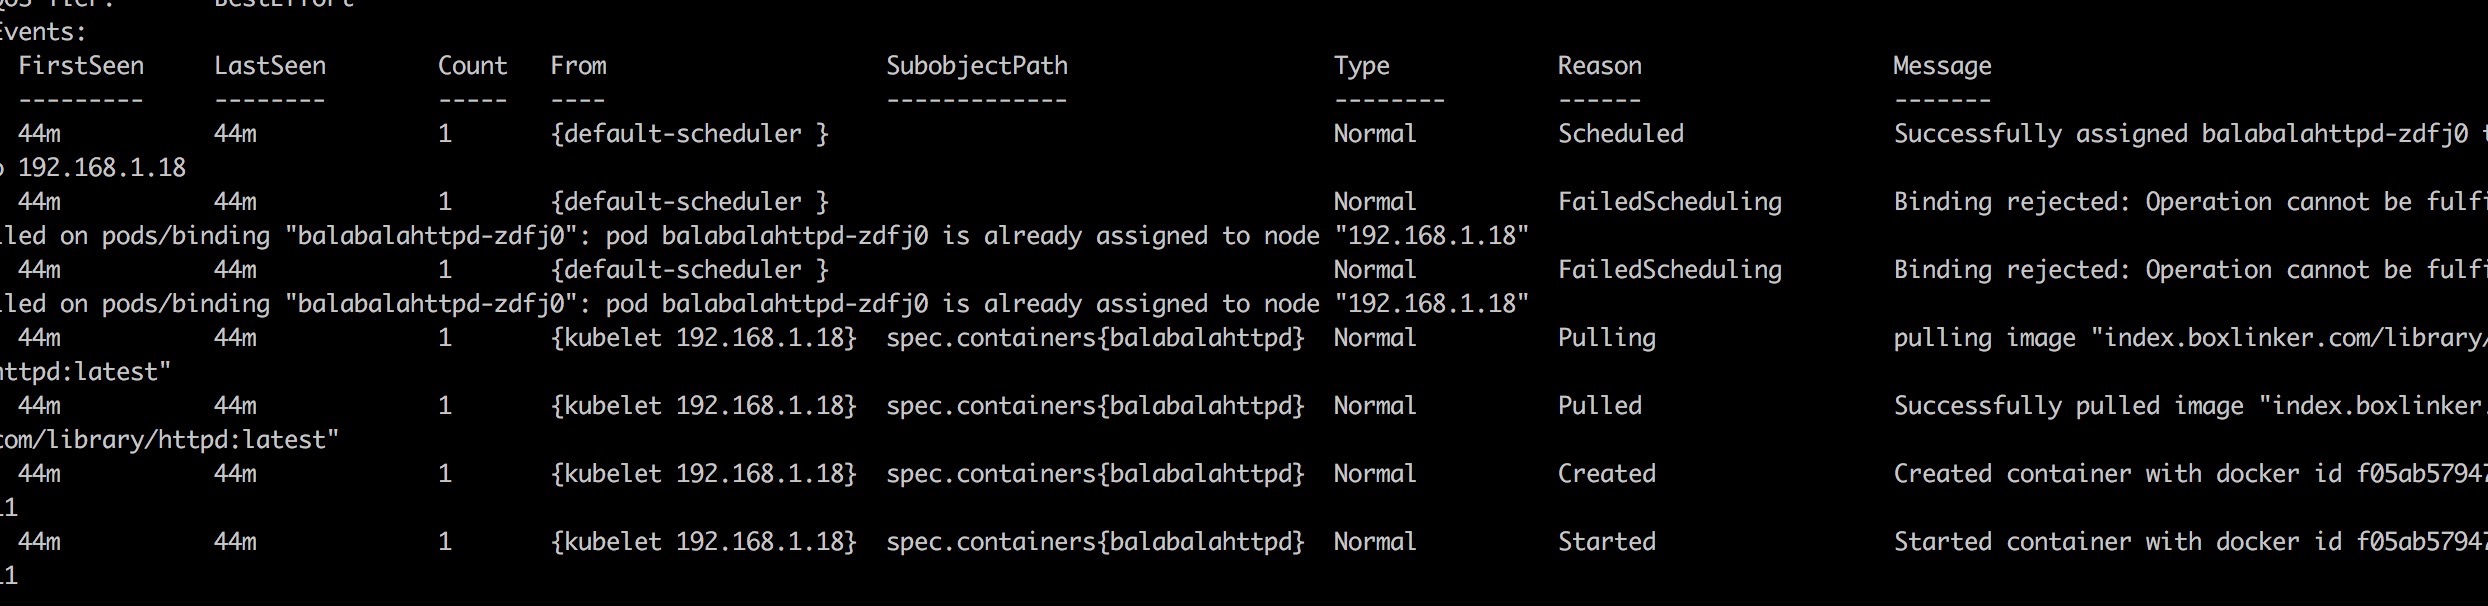 QoS Tier:	BestEffort
Events:
FirstSeen	LastSeen	Count	From	SubobjectPath	Type	Reason	Message
---------	--------	-----	----	-------------	--------	------	-------
44m	44m	1	{default-scheduler }		Normal	Scheduled	Successfully assigned balabalahttpd-zdfj0 t
o 192.168.1.18
44m	44m	1	{default-scheduler }		Normal	FailedScheduling	Binding rejected: Operation cannot be fulfi
lled on pods/binding "balabalahttpd-zdfj0": pod balabalahttpd-zdfj0 is already assigned to node "192.168.1.18"
44m	44m	1	{default-scheduler }		Normal	FailedScheduling	Binding rejected: Operation cannot be fulfi
lled on pods/binding "balabalahttpd-zdfj0": pod balabalahttpd-zdfj0 is already assigned to node "192.168.1.18"
44m	44m	1	{kubelet 192.168.1.18}	spec.containers{balabalahttpd}	Normal	Pulling	pulling image "index.boxlinker.com/library/
httpd:latest"
44m	44m	1	{kubelet 192.168.1.18}	spec.containers{balabalahttpd}	Normal	Pulled	Successfully pulled image "index.boxlinker.
com/library/httpd:latest"
44m	44m	1	{kubelet 192.168.1.18}	spec.containers{balabalahttpd}	Normal	Created	Created container with docker id f05ab57947
11
44m	44m	1	{kubelet 192.168.1.18}	spec.containers{balabalahttpd}	Normal	Started	Started container with docker id f05ab57947
11